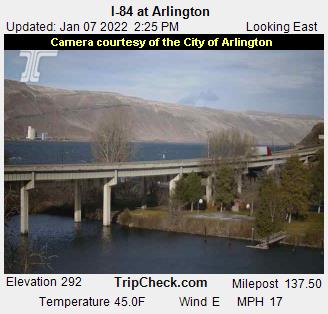 I-84 at Arlington
Updated: Jan 07 2022 2:25 PM Looking East
Camera courtesy of the City of Arlington
Elevation 292 TripCheck.com Milepost 137.50
Temperature 45.0F Wind E MPH 17